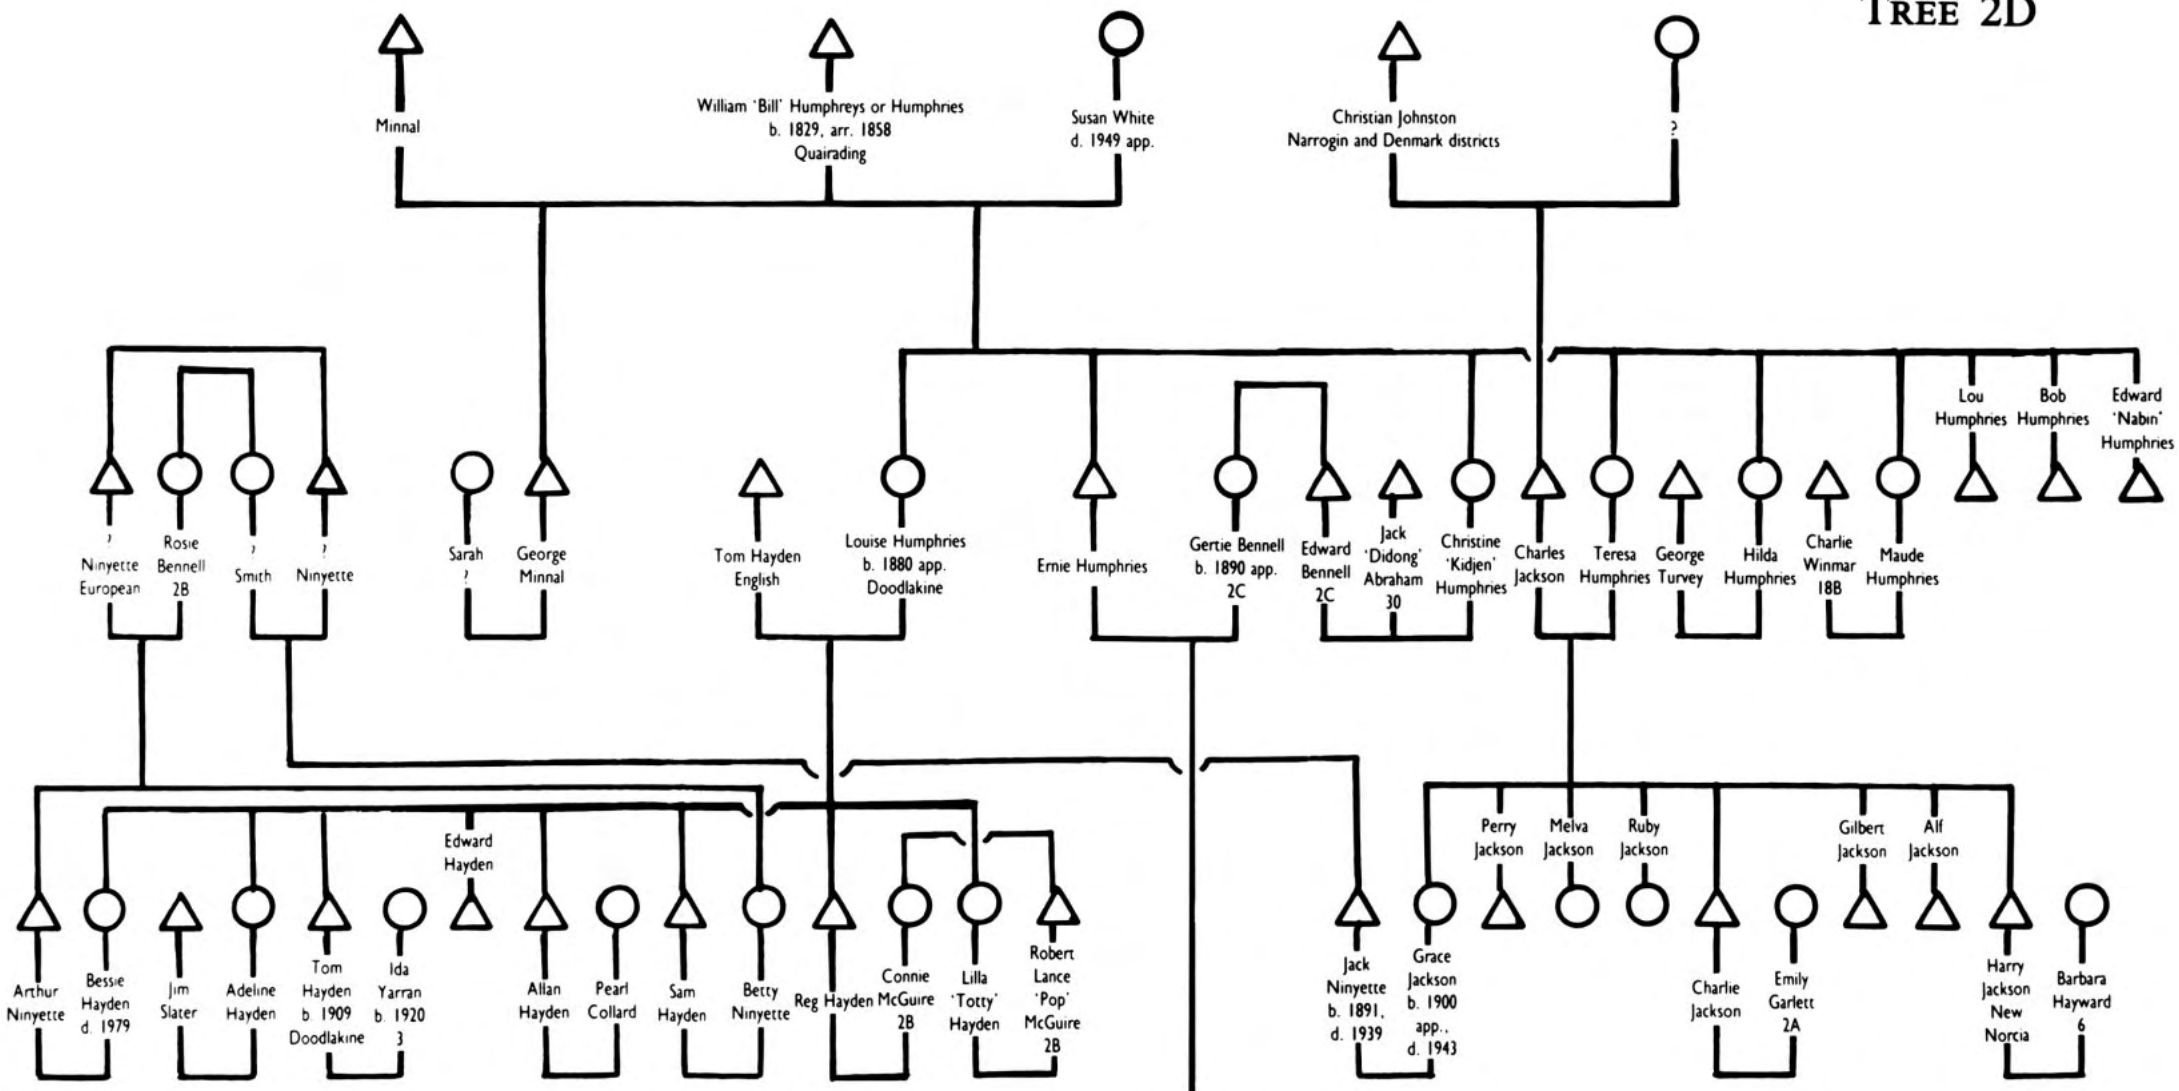 TREE 2D
Minnal
William 'Bill' Humphreys or Humphries
b. 1829, arr. 1858
Quairading
Susan White
d. 1949 app.
Christian Johnston
Narrogin and Denmark districts
?
Lou
Humphries
Bob
Humphries
Edward
'Nabin'
Humphries
?
Ninyette
European
Rosie
Bennell
2B
?
Smith
?
Ninyette
Sarah
?
George
Minnal
Tom Hayden
English
Louise Humphries
b. 1880 app.
Doodlakine
Ernie Humphries
Gertie Bennell
b. 1890 app.
2C
Edward
Bennell
2C
Jack
'Didong'
Abraham
30
Christine
'Kidjen'
Humphries
Charles
Jackson
Teresa
Humphries
George
Turvey
Hilda
Humphries
Charlie
Winmar
18B
Maude
Humphries
Edward
Hayden
Perry
Jackson
Melva
Jackson
Ruby
Jackson
Gilbert
Jackson
Alf
Jackson
Arthur
Ninyette
Bessie
Hayden
d. 1979
Jim
Slater
Adeline
Hayden
Tom
Hayden
b. 1909
Doodlakine
Ida
Yarran
b. 1920
3
Allan
Hayden
Pearl
Collard
Sam
Hayden
Betty
Ninyette
Reg Hayden
Connie
McGuire
2B
Lilla
'Totty'
Hayden
Robert
Lance
'Pop'
McGuire
2B
Jack
Ninyette
b. 1891,
d. 1939
Grace
Jackson
b. 1900
app.,
d. 1943
Charlie
Jackson
Emily
Garlett
2A
Harry
Jackson
New
Norcia
Barbara
Hayward
6